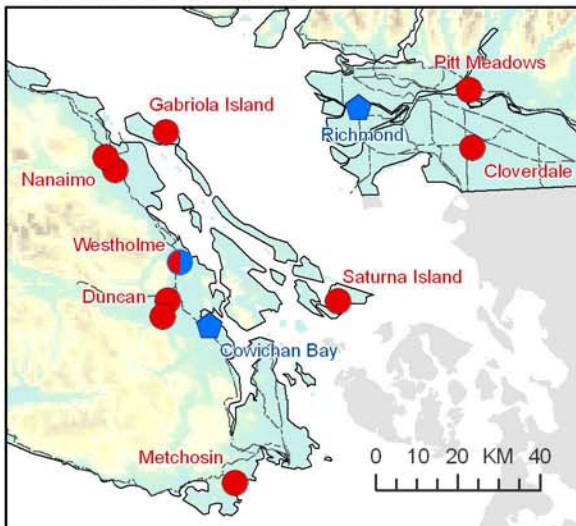 Pitt Meadows
Gabriola Island
Richmond
Cloverdale
Nanaimo
Westholme
Saturna Island
Duncan
Cowichan Bay
Metchosin
0 10 20 KM 40